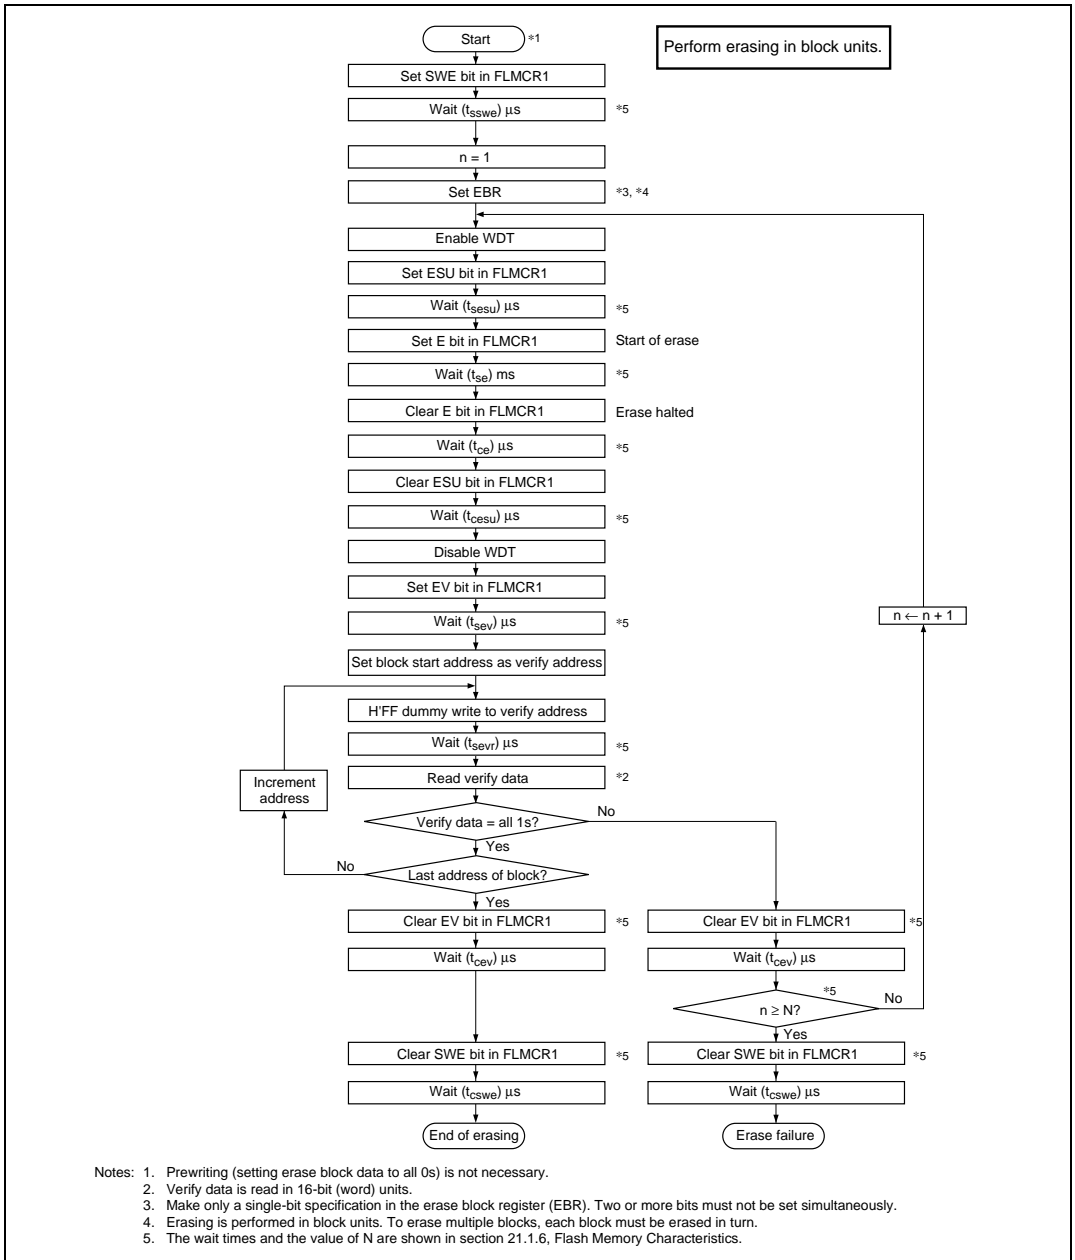 Start *1
Perform erasing in block units.
Set SWE bit in FLMCR1
Wait (tsswe) μs *5
n = 1
Set EBR *3, *4
Enable WDT
Set ESU bit in FLMCR1
Wait (tsesu) μs *5
Set E bit in FLMCR1 Start of erase
Wait (tse) ms *5
Clear E bit in FLMCR1 Erase halted
Wait (tce) μs *5
Clear ESU bit in FLMCR1
Wait (tcesu) μs *5
Disable WDT
Set EV bit in FLMCR1
Wait (tsev) μs *5
n ← n + 1
Set block start address as verify address
H'FF dummy write to verify address
Wait (tsevr) μs *5
Increment
address
Read verify data *2
Verify data = all 1s?
No
Yes
Last address of block?
No
Yes
Clear EV bit in FLMCR1 *5
Wait (tcev) μs
Clear EV bit in FLMCR1 *5
Wait (tcev) μs
n ≥ N? *5
No
Yes
Clear SWE bit in FLMCR1 *5
Wait (tcswe) μs
End of erasing
Clear SWE bit in FLMCR1 *5
Wait (tcswe) μs
Erase failure
Notes: 1. Prewriting (setting erase block data to all 0s) is not necessary.
2. Verify data is read in 16-bit (word) units.
3. Make only a single-bit specification in the erase block register (EBR). Two or more bits must not be set simultaneously.
4. Erasing is performed in block units. To erase multiple blocks, each block must be erased in turn.
5. The wait times and the value of N are shown in section 21.1.6, Flash Memory Characteristics.